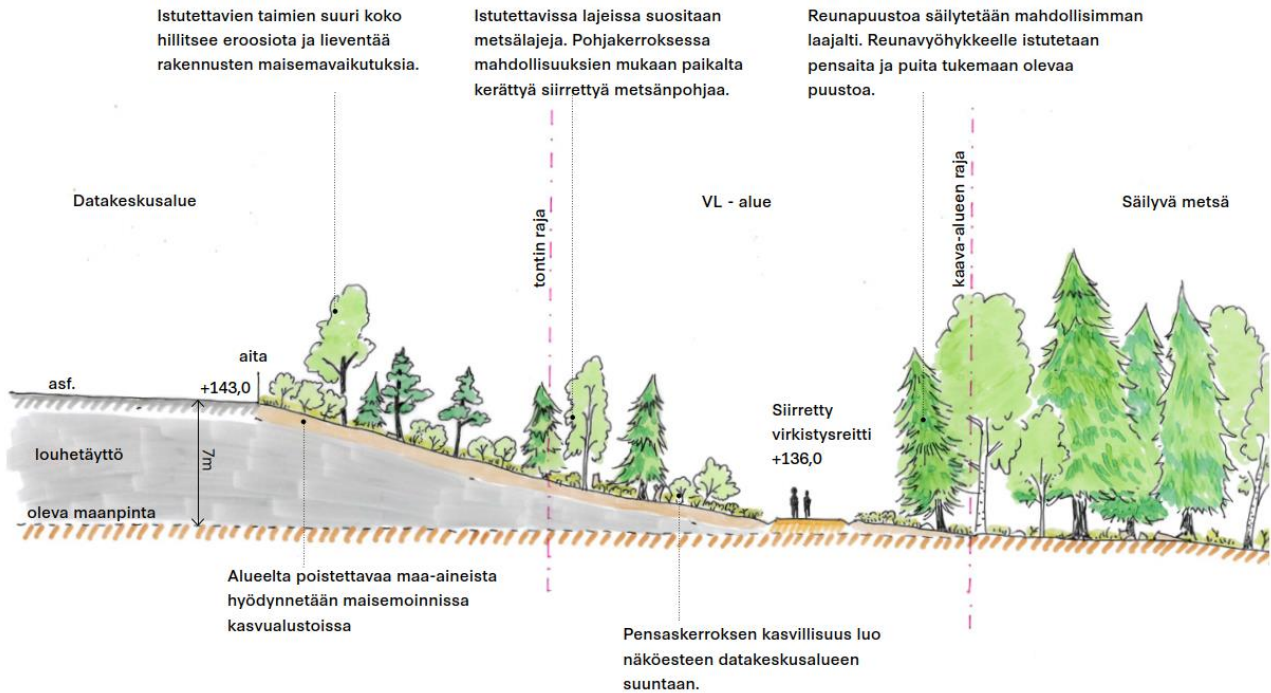 Istutettavien taimien suuri koko
hillitsee eroosiota ja lieventää
rakennusten maisemavaikutuksia.
Istutettavissa lajeissa suositaan
metsälajeja. Pohjakerroksessa
mahdollisuuksien mukaan paikalta
kerättyä siirrettyä metsänpohjaa.
Reunapuustoa säilytetään mahdollisimman
laajalti. Reunavyöhykkeelle istutetaan
pensaita ja puita tukemaan olevaa
puustoa.
Datakeskusalue
tontin raja
VL - alue
kaava-alueen raja
Säilyvä metsä
aita
asf.
+143,0
louhetäyttö
7m
oleva maanpinta
Siirretty
virkistysreitti
+136,0
Alueelta poistettavaa maa-aineista
hyödynnetään maisemoinnissa
kasvualustoissa
Pensaskerroksen kasvillisuus luo
näköesteen datakeskusalueen
suuntaan.